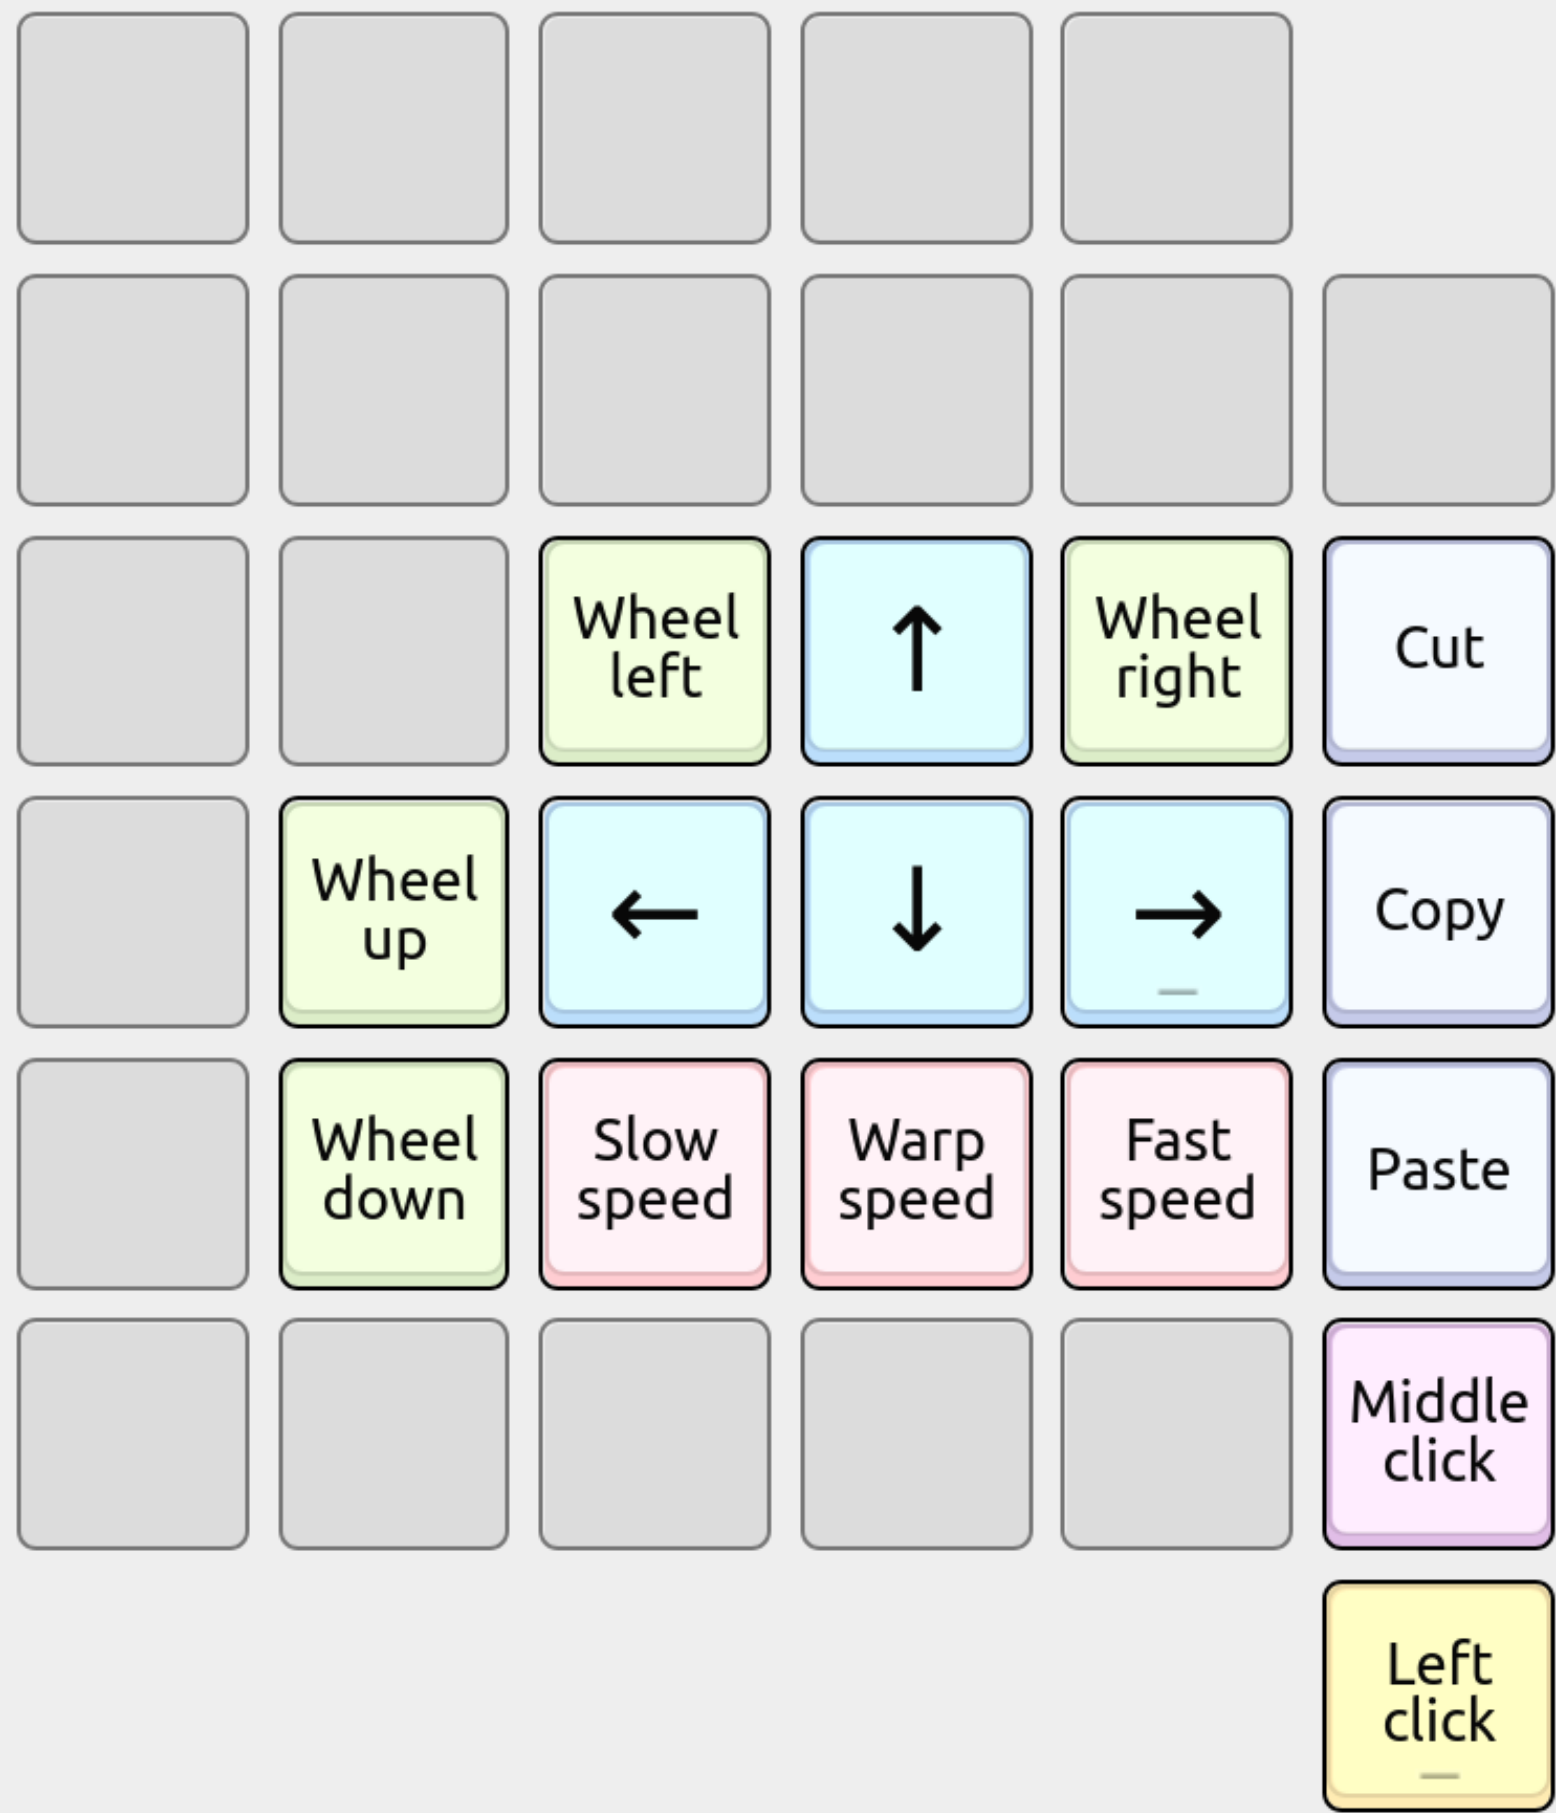 Wheel
left
↑
Wheel
right
Cut
Wheel
up
←
↓
→
Copy
Wheel
down
Slow
speed
Warp
speed
Fast
speed
Paste
Middle
click
Left
click